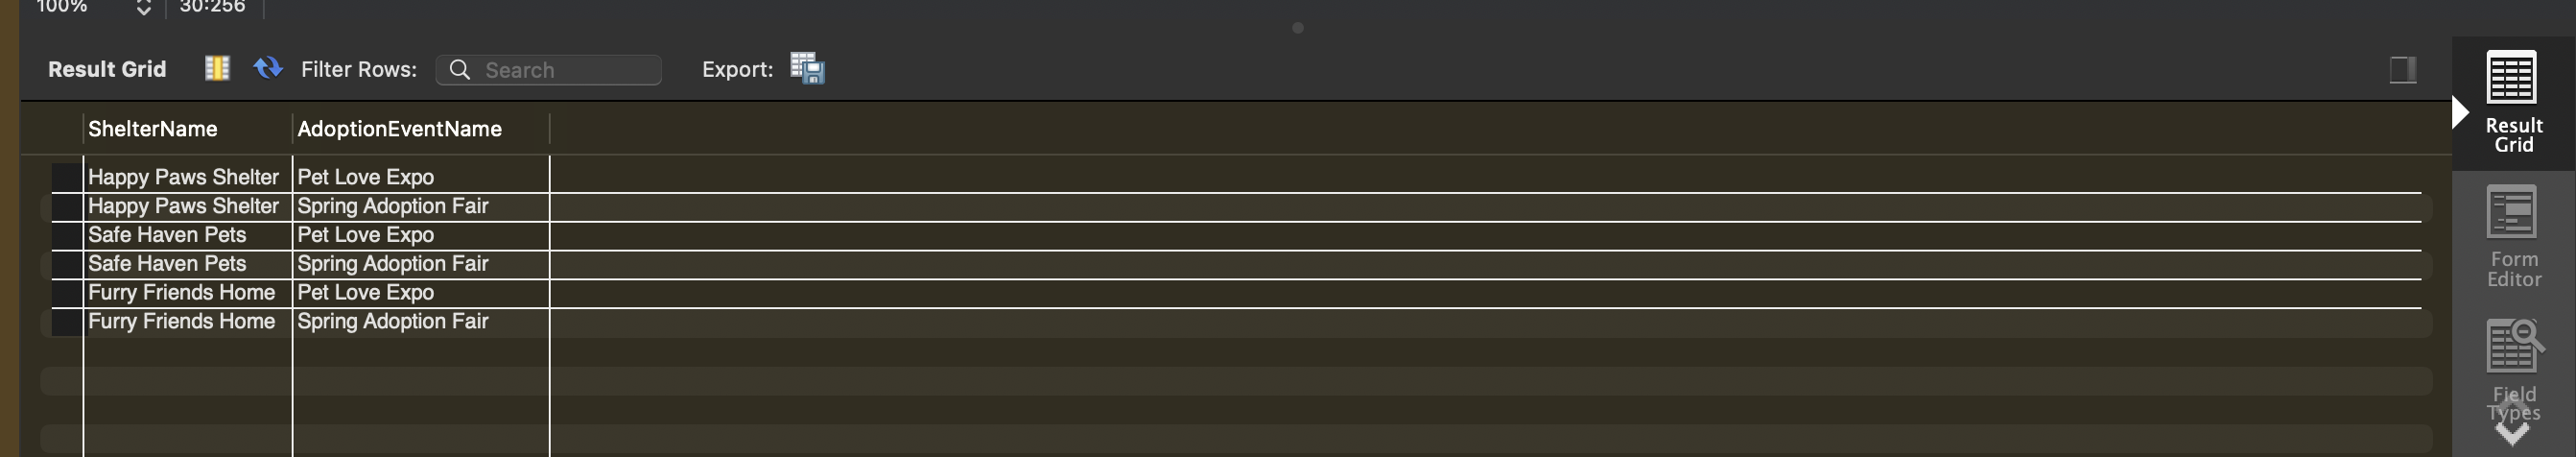 100% 30:256
Result Grid Filter Rows: Search Export:
ShelterName AdoptionEventName
Happy Paws Shelter Pet Love Expo
Happy Paws Shelter Spring Adoption Fair
Safe Haven Pets Pet Love Expo
Safe Haven Pets Spring Adoption Fair
Furry Friends Home Pet Love Expo
Furry Friends Home Spring Adoption Fair
Result
Grid
Form
Editor
Field
Types